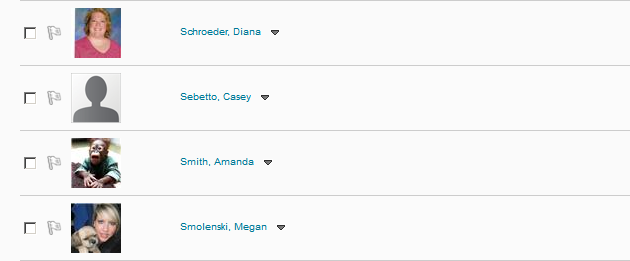 Schroeder, Diana
Sebetto, Casey
Smith, Amanda
Smolenski, Megan